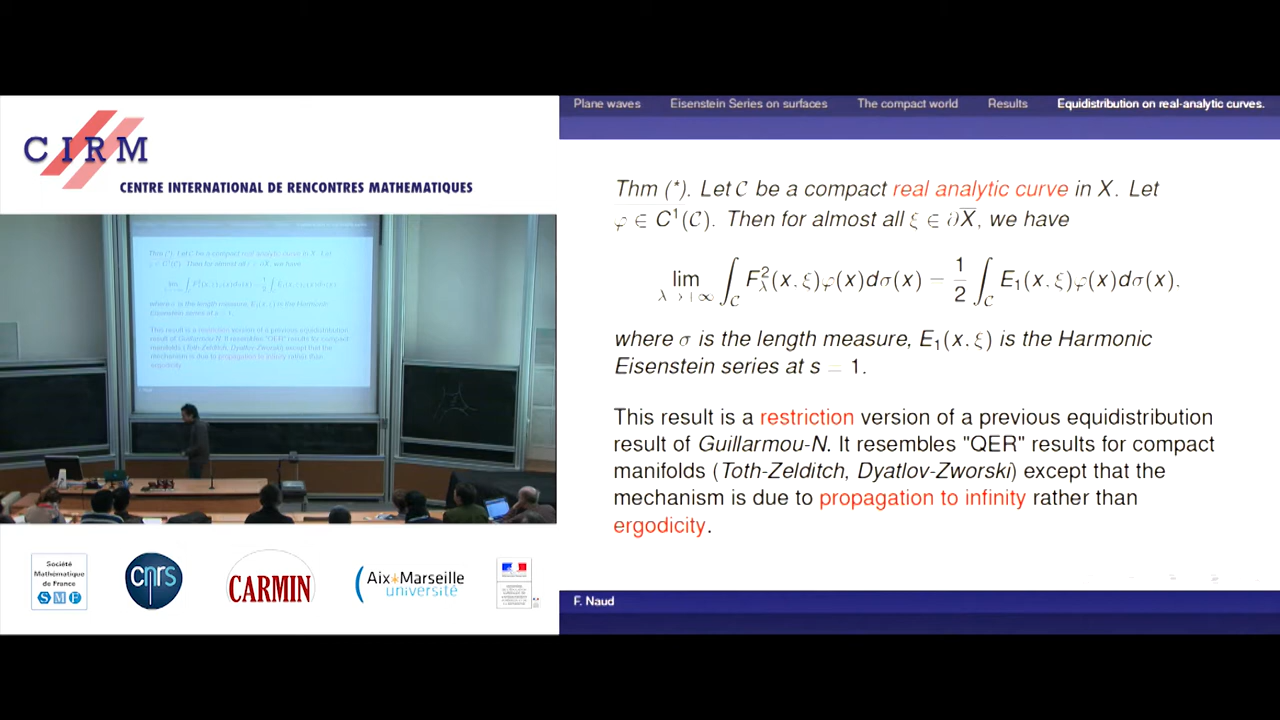 CIRM
CENTRE INTERNATIONAL DE RENCONTRES MATHEMATIQUES
Plane waves Eisenstein Series on surfaces The compact world Results Equidistribution on real-analytic curves.
Thm (*). Let C be a compact real analytic curve in X. Let
φ ∈ C¹(C). Then for almost all ξ ∈ ∂X̅, we have
lim λ→+∞ ∫_C F²_λ(x, ξ)φ(x)dσ(x) = 1/2 ∫_C E₁(x, ξ)φ(x)dσ(x).
where σ is the length measure, E₁(x, ξ) is the Harmonic
Eisenstein series at s = 1.
This result is a restriction version of a previous equidistribution
result of Guillarmou-N. It resembles "QER" results for compact
manifolds (Toth-Zelditch, Dyatlov-Zworski) except that the
mechanism is due to propagation to infinity rather than
ergodicity.
F. Naud
Société
Mathématique
de France
SMF
cnrs
CARMIN
Aix*Marseille
université